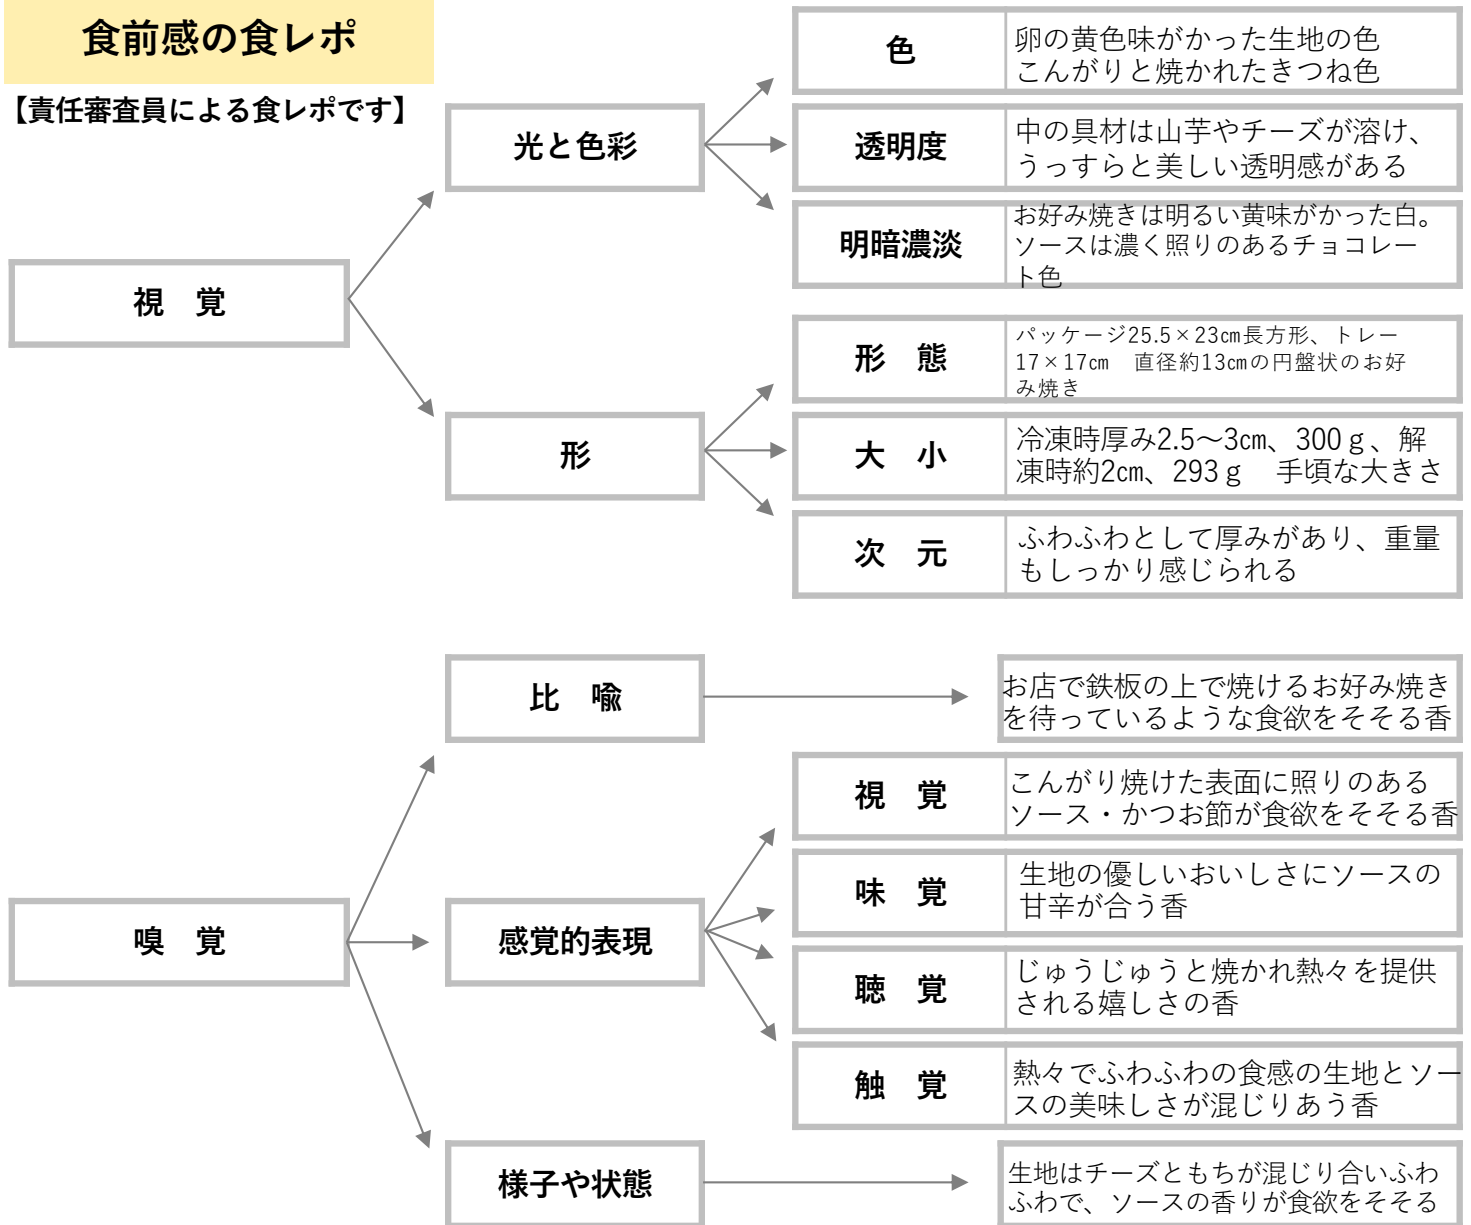 食前感の食レポ
【責任審査員による食レポです】
視　覚
光と色彩
色
卵の黄色味がかった生地の色
こんがりと焼かれたきつね色
透明度
中の具材は山芋やチーズが溶け、
うっすらと美しい透明感がある
明暗濃淡
お好み焼きは明るい黄味がかった白。
ソースは濃く照りのあるチョコレー
ト色
形
形　態
パッケージ25.5×23㎝長方形、トレー
17×17㎝　直径約13㎝の円盤状のお好
み焼き
大　小
冷凍時厚み2.5～3㎝、300ｇ、解
凍時約2㎝、293ｇ　手頃な大きさ
次　元
ふわふわとして厚みがあり、重量
もしっかり感じられる
嗅　覚
比　喩
お店で鉄板の上で焼けるお好み焼き
を待っているような食欲をそそる香
感覚的表現
視　覚
こんがり焼けた表面に照りのある
ソース・かつお節が食欲をそそる香
味　覚
生地の優しいおいしさにソースの
甘辛が合う香
聴　覚
じゅうじゅうと焼かれ熱々を提供
される嬉しさの香
触　覚
熱々でふわふわの食感の生地とソー
スの美味しさが混じりあう香
様子や状態
生地はチーズともちが混じり合いふわ
ふわで、ソースの香りが食欲をそそる